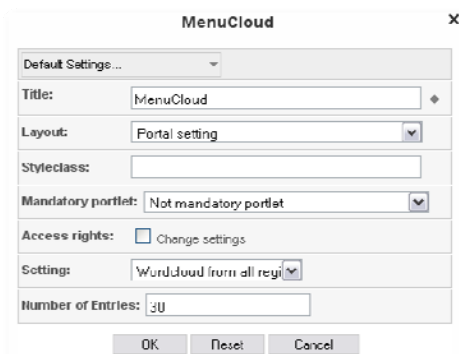 MenuCloud x
Default Settings...
Title: MenuCloud
Layout: Portal setting
Styleclass:
Mandatory portlet: Not mandatory portlet
Access rights: Change settings
Setting: Wordcloud from all regi
Number of Entries: 30
OK Reset Cancel